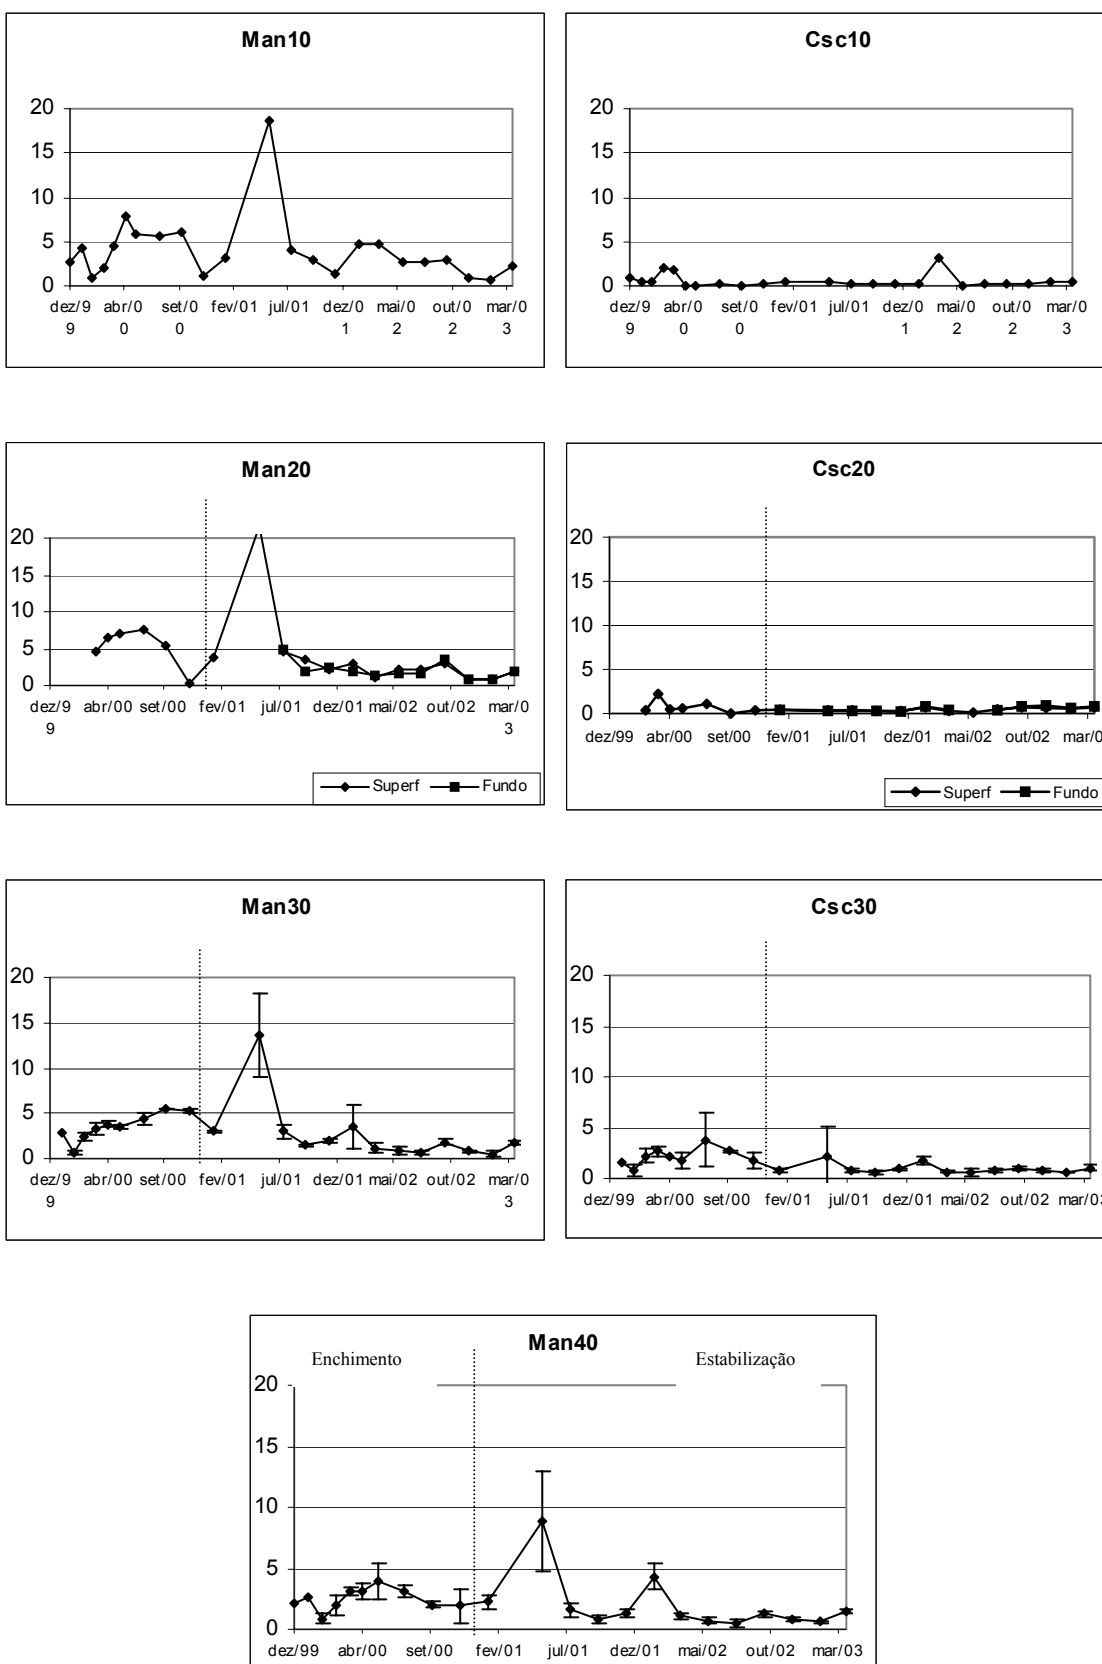 Man10
20
15
10
5
0
dez/9 abr/0 set/0 fev/01 jul/01 dez/0 mai/0 out/0 mar/0
9 0 0 1 2 2 3
Csc10
20
15
10
5
0
dez/9 abr/0 set/0 fev/01 jul/01 dez/0 mai/0 out/0 mar/0
9 0 0 1 2 2 3
Man20
20
15
10
5
0
dez/9 abr/00 set/00 fev/01 jul/01 dez/01 mai/02 out/02 mar/0
9 3
Superf Fundo
Csc20
20
15
10
5
0
dez/99 abr/00 set/00 fev/01 jul/01 dez/01 mai/02 out/02 mar/0
Superf Fundo
Man30
20
15
10
5
0
dez/9 abr/00 set/00 fev/01 jul/01 dez/01 mai/02 out/02 mar/0
9 3
Csc30
20
15
10
5
0
dez/99 abr/00 set/00 fev/01 jul/01 dez/01 mai/02 out/02 mar/03
Man40
Enchimento Estabilização
20
15
10
5
0
dez/99 abr/00 set/00 fev/01 jul/01 dez/01 mai/02 out/02 mar/03